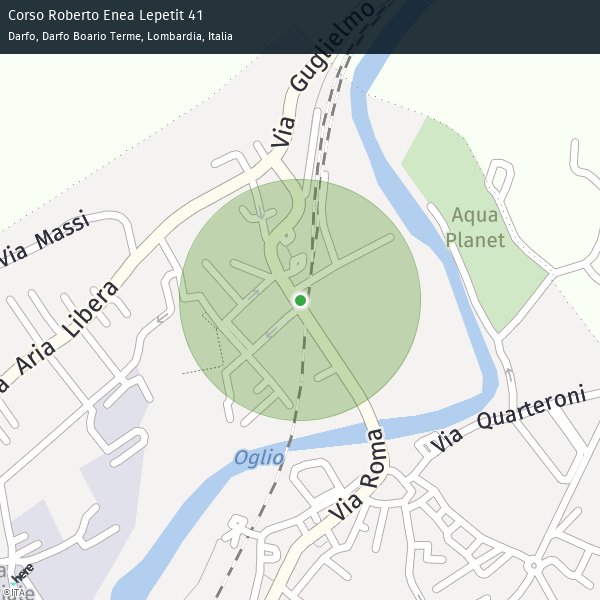 Corso Roberto Enea Lepetit 41
Darfo, Darfo Boario Terme, Lombardia, Italia
Via Guglielmo
Via Massi
Aqua
Planet
Aria Libera
Via Quarteroni
Oglio
Via Roma
here
©ITA